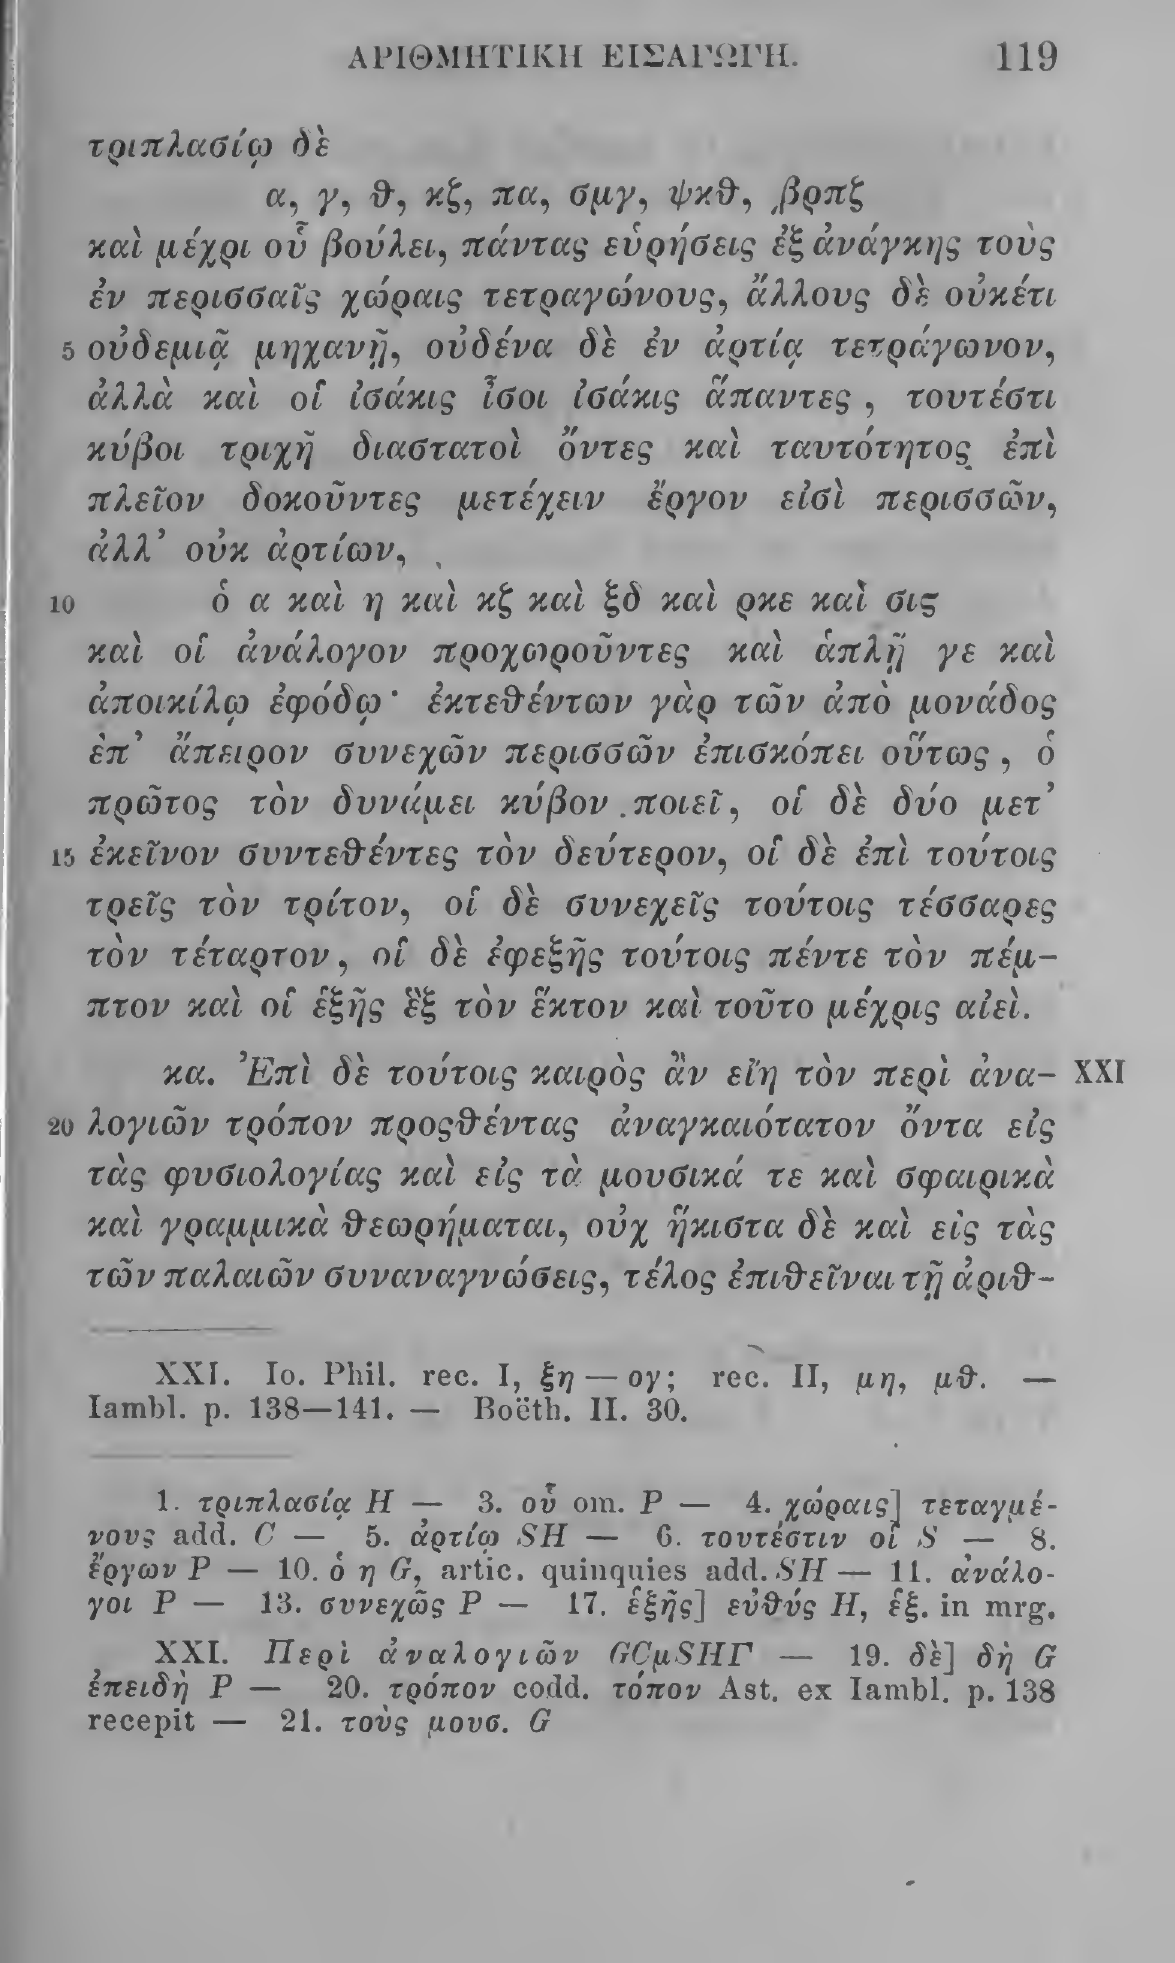 ΑΡΙΘΜΗΤΙΚΗ ΕΙΣΑΓΩΓΗ. 119
τριπλασίῳ δὲ
α, γ, θ, κζ, πα, σμγ, ψκθ, ͵βρπζ
καὶ μέχρι οὗ βούλει, πάντας εὑρήσεις ἐξ ἀνάγκης τοὺς
ἐν περισσαῖς χώραις τετραγώνους, ἄλλους δὲ οὐκέτι
5 οὐδεμιᾷ μηχανῇ, οὐδένα δὲ ἐν ἀρτίᾳ τετράγωνον,
ἀλλὰ καὶ οἱ ἰσάκις ἴσοι ἰσάκις ἅπαντες , τουτέστι
κύβοι τριχῆ διαστατοὶ ὄντες καὶ ταυτότητος ἐπὶ
πλεῖον δοκοῦντες μετέχειν ἔργον εἰσὶ περισσῶν,
ἀλλ’ οὐκ ἀρτίων,
10 ὁ α καὶ η καὶ κζ καὶ ξδ καὶ ρκε καὶ σις
καὶ οἱ ἀνάλογον προχωροῦντες καὶ ἁπλῇ γε καὶ
ἀποικίλῳ ἐφόδῳ· ἐκτεθέντων γὰρ τῶν ἀπὸ μονάδος
ἐπ’ ἄπειρον συνεχῶν περισσῶν ἐπισκόπει οὕτως , ὁ
πρῶτος τὸν δυνάμει κύβον ποιεῖ, οἱ δὲ δύο μετ’
15 ἐκεῖνον συντεθέντες τὸν δεύτερον, οἱ δὲ ἐπὶ τούτοις
τρεῖς τὸν τρίτον, οἱ δὲ συνεχεῖς τούτοις τέσσαρες
τὸν τέταρτον, οἱ δὲ ἐφεξῆς τούτοις πέντε τὸν πέμ-
πτον καὶ οἱ ἑξῆς ἓξ τὸν ἕκτον καὶ τοῦτο μέχρις αἰεί.
κα. Ἐπὶ δὲ τούτοις καιρὸς ἂν εἴη τὸν περὶ ἀνα- XXI
20 λογιῶν τρόπον προςθέντας ἀναγκαιότατον ὄντα εἰς
τὰς φυσιολογίας καὶ εἰς τὰ μουσικά τε καὶ σφαιρικὰ
καὶ γραμμικὰ θεωρήμαται, οὐχ ἥκιστα δὲ καὶ εἰς τὰς
τῶν παλαιῶν συναναγνώσεις, τέλος ἐπιθεῖναι τῇ ἀριθ-
XXI. Io. Phil. rec. I, ξη — ογ; rec. II, μη, μθ. —
Iambl. p. 138—141. — Boëth. II. 30.
1. τριπλασίᾳ H — 3. οὗ om. P — 4. χώραις] τεταγμέ-
νους add. C — 5. ἀρτίῳ SH — 6. τουτέστιν οἱ S — 8.
ἔργων P — 10. ὁ η G, artic. quinquies add. SH — 11. ἀνάλο-
γοι P — 13. συνεχῶς P — 17. ἑξῆς] εὐθύς H, ἑξ. in mrg.
XXI. Περὶ ἀναλογιῶν GCμSHΓ — 19. δὲ] δὴ G
ἐπειδὴ P — 20. τρόπον codd. τόπον Ast. ex Iambl. p. 138
recepit — 21. τοὺς μουσ. G